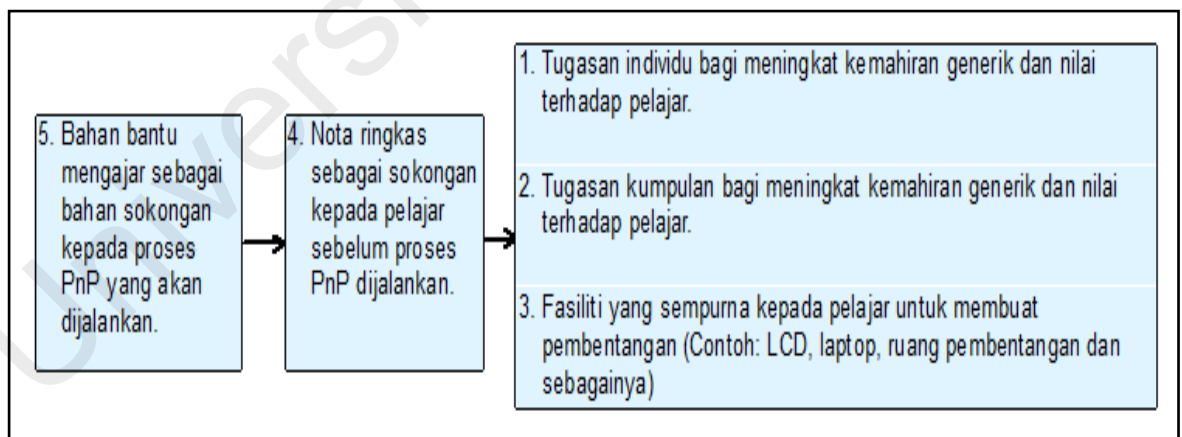 5. Bahan bantu
mengajar sebagai
bahan sokongan
kepada proses
PnP yang akan
dijalankan.
4. Nota ringkas
sebagai sokongan
kepada pelajar
sebelum proses
PnP dijalankan.
1. Tugasan individu bagi meningkat kemahiran generik dan nilai
terhadap pelajar.
2. Tugasan kumpulan bagi meningkat kemahiran generik dan nilai
terhadap pelajar.
3. Fasiliti yang sempurna kepada pelajar untuk membuat
pembentangan (Contoh: LCD, laptop, ruang pembentangan dan
sebagainya)
Universi